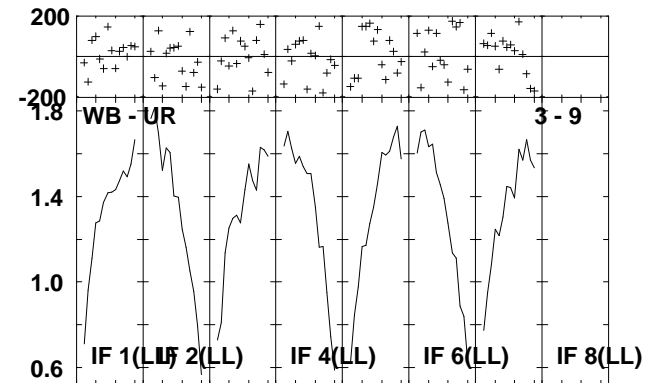 200
-200
1.8
WB - UR
3 - 9
1.4
1.0
0.6
IF 1(LL)
IF 2(LL)
IF 4(LL)
IF 6(LL)
IF 8(LL)